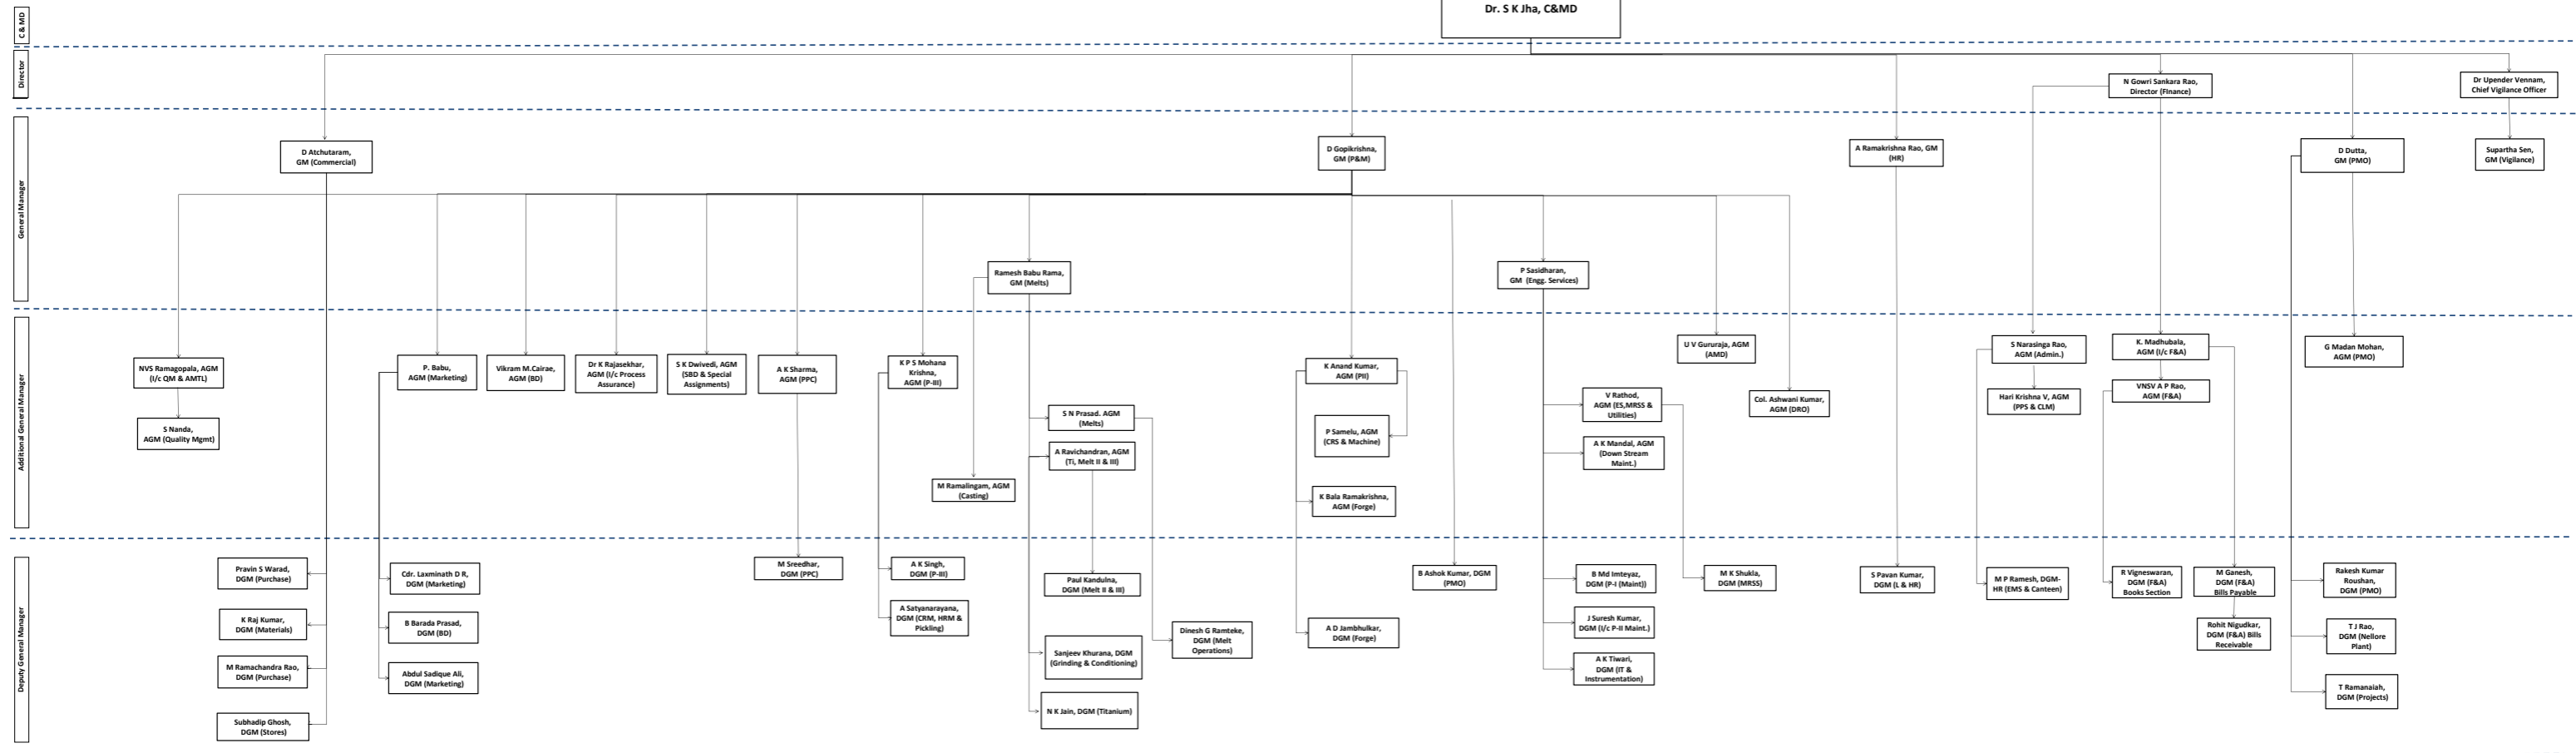 C & MD
Dr. S K Jha, C&MD
Director
N Gowri Sankara Rao,
Director (FInance)
Dr Upender Vennam,
Chief Vigilance Officer
General Manager
D Atchutaram,
GM (Commercial)
D Gopikrishna,
GM (P&M)
A Ramakrishna Rao, GM
(HR)
D Dutta,
GM (PMO)
Supartha Sen,
GM (Vigilance)
Ramesh Babu Rama,
GM (Melts)
P Sasidharan,
GM (Engg. Services)
Additional General Manager
NVS Ramagopala, AGM
(I/c QM & AMTL)
S Nanda,
AGM (Quality Mgmt)
P. Babu,
AGM (Marketing)
Vikram M.Cairae,
AGM (BD)
Dr K Rajasekhar,
AGM (I/c Process
Assurance)
S K Dwivedi, AGM
(SBD & Special
Assignments)
A K Sharma,
AGM (PPC)
K P S Mohana
Krishna,
AGM (P-III)
S N Prasad. AGM
(Melts)
A Ravichandran, AGM
(Ti, Melt II & III)
M Ramalingam, AGM
(Casting)
K Anand Kumar,
AGM (PII)
P Samelu, AGM
(CRS & Machine)
K Bala Ramakrishna,
AGM (Forge)
V Rathod,
AGM (ES,MRSS &
Utilities)
A K Mandal, AGM
(Down Stream
Maint.)
U V Gururaja, AGM
(AMD)
Col. Ashwani Kumar,
AGM (DRO)
S Narasinga Rao,
AGM (Admin.)
Hari Krishna V, AGM
(PPS & CLM)
K. Madhubala,
AGM (I/c F&A)
VNSV A P Rao,
AGM (F&A)
G Madan Mohan,
AGM (PMO)
Deputy General Manager
Pravin S Warad,
DGM (Purchase)
K Raj Kumar,
DGM (Materials)
M Ramachandra Rao,
DGM (Purchase)
Subhadip Ghosh,
DGM (Stores)
Cdr. Laxminath D R,
DGM (Marketing)
B Barada Prasad,
DGM (BD)
Abdul Sadique Ali,
DGM (Marketing)
M Sreedhar,
DGM (PPC)
A K Singh,
DGM (P-III)
A Satyanarayana,
DGM (CRM, HRM &
Pickling)
Paul Kandulna,
DGM (Melt II & III)
Sanjeev Khurana, DGM
(Grinding & Conditioning)
N K Jain, DGM (Titanium)
Dinesh G Ramteke,
DGM (Melt
Operations)
A D Jambhulkar,
DGM (Forge)
B Ashok Kumar, DGM
(PMO)
B Md Imteyaz,
DGM (P-I (Maint))
J Suresh Kumar,
DGM (I/c P-II Maint.)
A K Tiwari,
DGM (IT &
Instrumentation)
M K Shukla,
DGM (MRSS)
S Pavan Kumar,
DGM (L & HR)
M P Ramesh, DGM-
HR (EMS & Canteen)
R Vigneswaran,
DGM (F&A)
Books Section
M Ganesh,
DGM (F&A)
Bills Payable
Rohit Nigudkar,
DGM (F&A) Bills
Receivable
Rakesh Kumar
Roushan,
DGM (PMO)
T J Rao,
DGM (Nellore
Plant)
T Ramanaiah,
DGM (Projects)